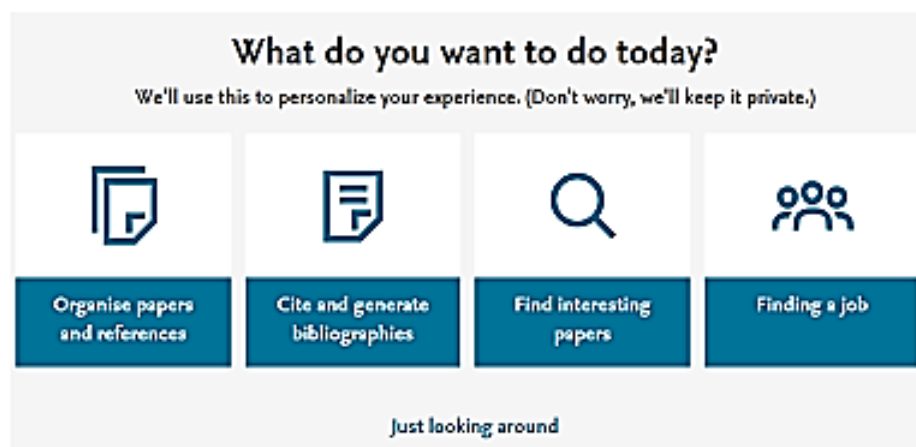 What do you want to do today?
We'll use this to personalize your experience. (Don't worry, we'll keep it private.)
Organise papers
and references
Cite and generate
bibliographies
Find interesting
papers
Finding a job
Just looking around